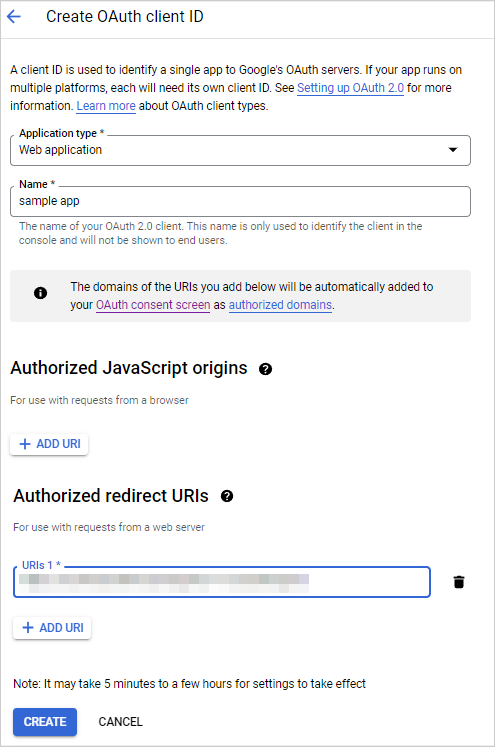 Create OAuth client ID
A client ID is used to identify a single app to Google's OAuth servers. If your app runs on
multiple platforms, each will need its own client ID. See Setting up OAuth 2.0 for more
information. Learn more about OAuth client types.
Application type *
Web application
Name *
sample app
The name of your OAuth 2.0 client. This name is only used to identify the client in the
console and will not be shown to end users.
The domains of the URIs you add below will be automatically added to
your OAuth consent screen as authorized domains.
Authorized JavaScript origins
For use with requests from a browser
+ ADD URI
Authorized redirect URIs
For use with requests from a web server
URIs 1 *
+ ADD URI
Note: It may take 5 minutes to a few hours for settings to take effect
CREATE CANCEL